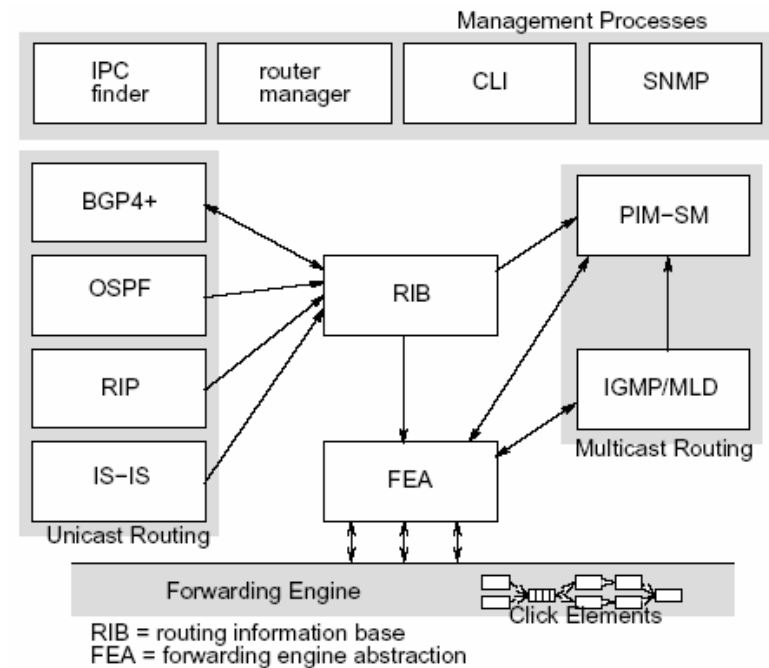 Management Processes
IPC
finder
router
manager
CLI
SNMP
BGP4+
OSPF
RIP
IS−IS
Unicast Routing
RIB
FEA
PIM−SM
IGMP/MLD
Multicast Routing
Forwarding Engine
Click Elements
RIB = routing information base
FEA = forwarding engine abstraction